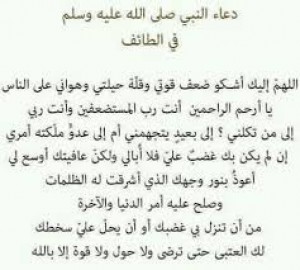 دعاء النبي صلى الله عليه وسلم
في الطائف
اللهمّ إليك أشكو ضعف قوتي وقلّة حيلتي وهواني على الناس
يا أرحم الراحمين أنت رب المستضعفين وأنت ربي
إلى من تكلني ؟ إلى بعيدٍ يتجهمني أم إلى عدوٍّ ملّكته أمري
إن لم يكن بك غضبٌ عليّ فلا أُبالي ولكنّ عافيتك أوسع لي
أعوذُ بنور وجهك الذي أشرقت له الظلمات
وصلح عليه أمر الدنيا والآخرة
من أن تنزل بي غضبك أو أن يحلّ عليّ سخطك
لك العتبى حتى ترضى ولا حول ولا قوة إلا بالله